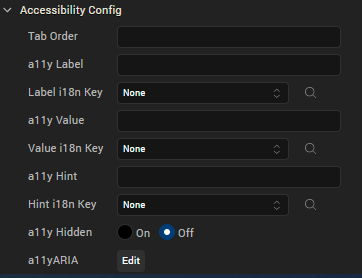 Accessibility Config
Tab Order
a11y Label
Label i18n Key None
a11y Value
Value i18n Key None
a11y Hint
Hint i18n Key None
a11y Hidden On Off
a11yARIA Edit